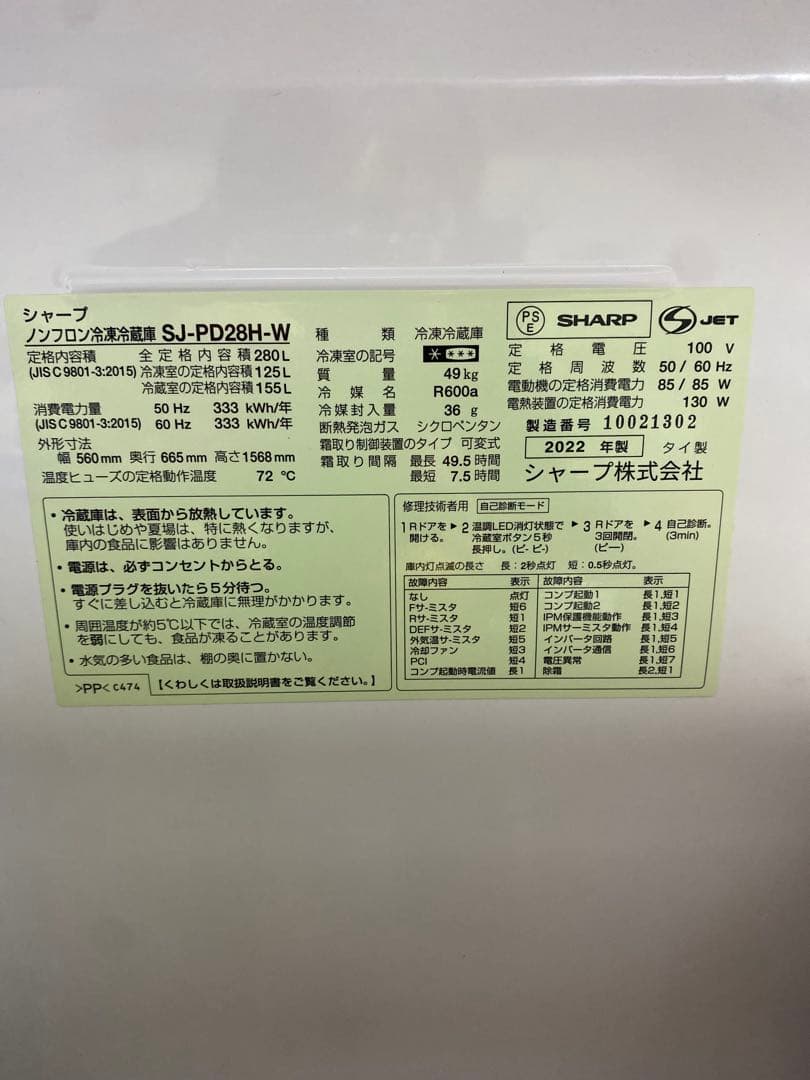 シャープ
ノンフロン冷凍冷蔵庫 SJ-PD28H-W
定格内容積 全定格内容積 280L
(JIS C 9801-3:2015) 冷凍室の定格内容積 125L
冷蔵室の定格内容積 155L
消費電力量 50 Hz 333 kWh/年
(JIS C 9801-3:2015) 60 Hz 333 kWh/年
外形寸法
幅 560mm 奥行 665mm 高さ 1568mm
温度ヒューズの定格動作温度 72 ℃
種類 冷凍冷蔵庫
冷凍室の記号 * ***
質量 49 kg
冷媒名 R600a
冷媒封入量 36 g
断熱発泡ガス シクロペンタン
霜取り制御装置のタイプ 可変式
霜取り間隔 最長 49.5 時間
最短 7.5 時間
PS E SHARP S JET
定格電圧 100 V
定格周波数 50 / 60 Hz
電動機の定格消費電力 85 / 85 W
電熱装置の定格消費電力 130 W
製造番号 10021302
2022 年製 タイ製
シャープ株式会社
・冷蔵庫は、表面から放熱しています。
使いはじめや夏場は、特に熱くなりますが、
庫内の食品に影響はありません。
・電源は、必ずコンセントからとる。
・電源プラグを抜いたら5分待つ。
すぐに差し込むと冷蔵庫に無理がかかります。
・周囲温度が約5℃以下では、冷蔵室の温度調節
を弱にしても、食品が凍ることがあります。
・水気の多い食品は、棚の奥に置かない。
>PP< C474 【くわしくは取扱説明書をご覧ください。】
修理技術者用 自己診断モード
1 Rドアを開ける。 ▶ 2 温調LED消灯状態で冷蔵室ボタン5秒長押し。(ピ-ピ-) ▶ 3 Rドアを3回開閉。(ピー) ▶ 4 自己診断。(3min)
庫内灯点滅の長さ 長：2秒点灯 短：0.5秒点灯。
故障内容 表示 故障内容 表示
なし 点灯 コンプ起動1 長1,短1
Fサ-ミスタ 短6 コンプ起動2 長1,短2
Rサ-ミスタ 短1 IPM保護機能動作 長1,短3
DEFサ-ミスタ 短2 IPMサーミスタ動作 長1,短4
外気温サ-ミスタ 短5 インバータ回路 長1,短5
冷却ファン 短3 インバータ通信 長1,短6
PCI 短4 電圧異常 長1,短7
コンプ起動時電流値 長1 除霜 長2,短1